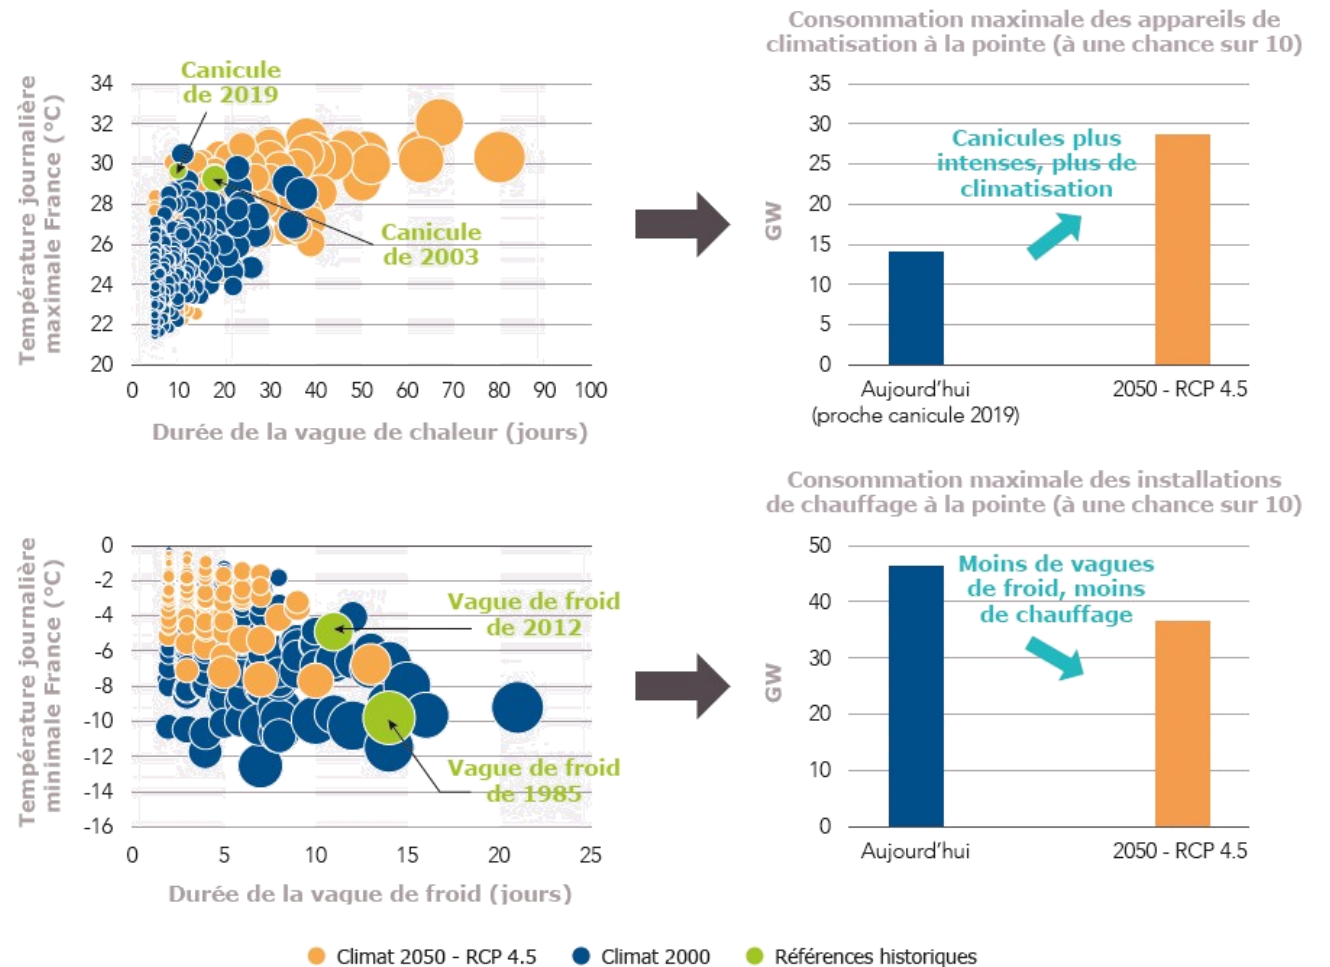 Consommation maximale des appareils de
climatisation à la pointe (à une chance sur 10)
Température journalière
maximale France (°C)
34
32
30
28
26
24
22
20
0 10 20 30 40 50 60 70 80 90 100
Canicule
de 2019
Canicule
de 2003
Durée de la vague de chaleur (jours)
GW
35
30
25
20
15
10
5
0
Canicules plus
intenses, plus de
climatisation
Aujourd’hui
(proche canicule 2019)
2050 - RCP 4.5
Consommation maximale des installations
de chauffage à la pointe (à une chance sur 10)
Température journalière
minimale France (°C)
0
-2
-4
-6
-8
-10
-12
-14
-16
0 5 10 15 20 25
Vague de froid
de 2012
Vague de froid
de 1985
Durée de la vague de froid (jours)
GW
50
40
30
20
10
0
Moins de vagues
de froid, moins
de chauffage
Aujourd’hui
2050 - RCP 4.5
Climat 2050 - RCP 4.5
Climat 2000
Références historiques